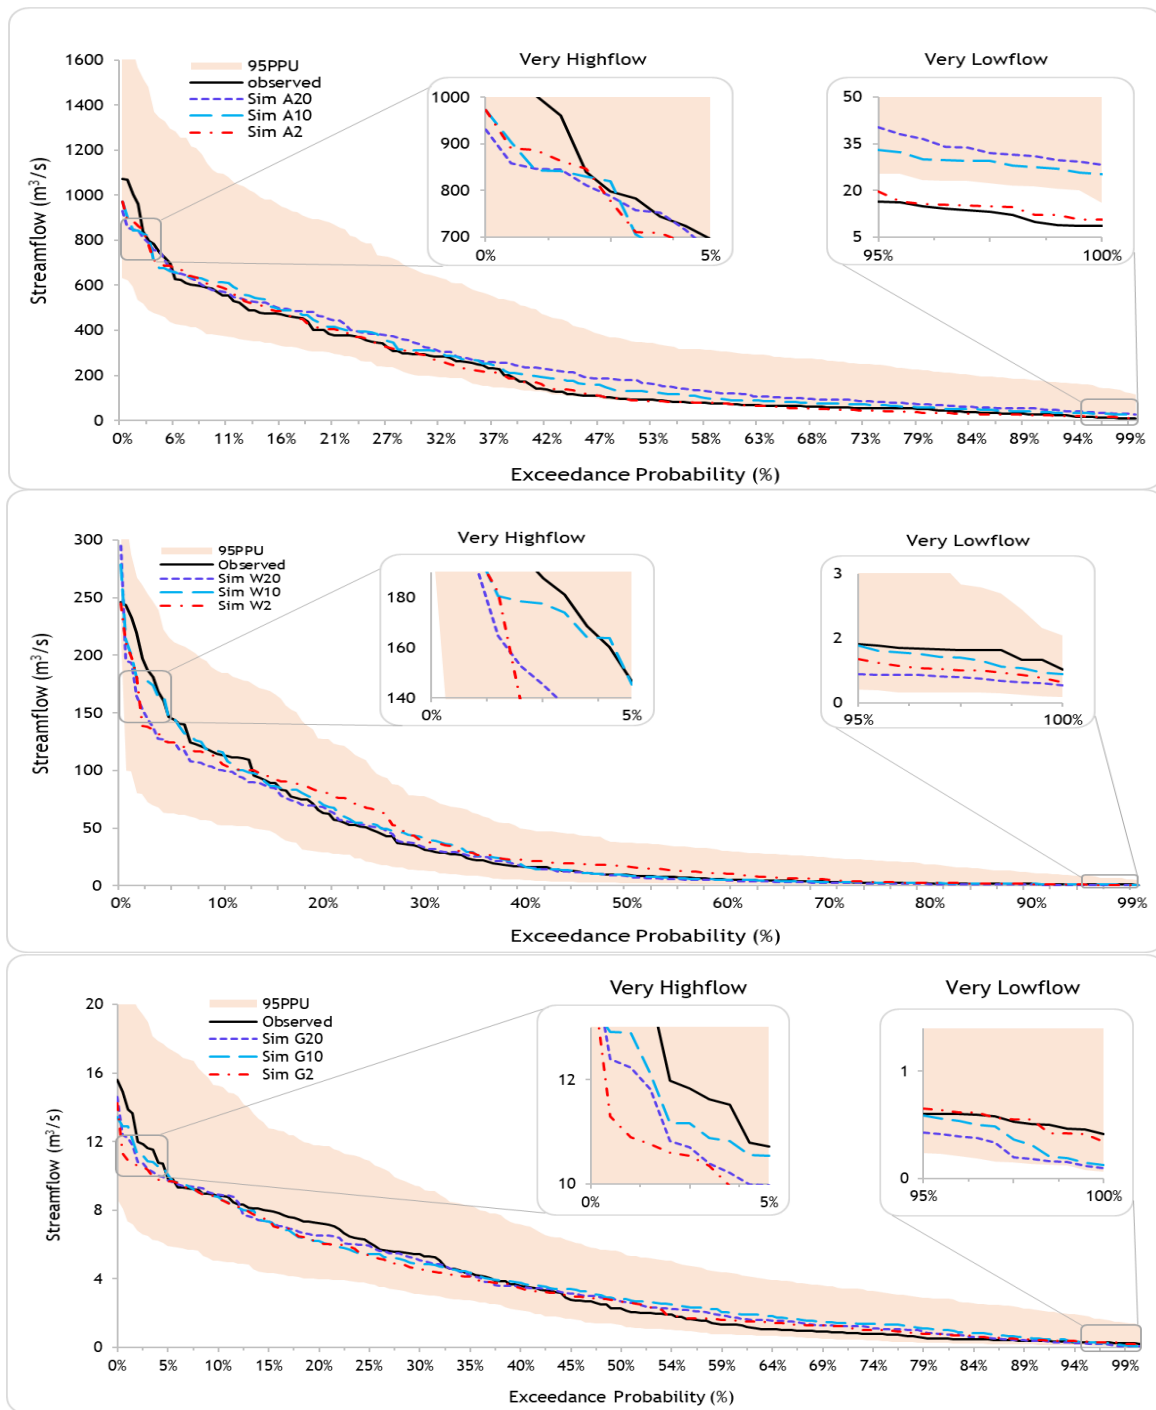 Very Highflow
Very Lowflow
1600
1400
1200
1000
800
600
400
200
0
Streamflow (m³/s)
95PPU
observed
Sim A20
Sim A10
Sim A2
1000
900
800
700
0%
5%
50
35
20
5
95%
100%
0% 6% 11% 16% 21% 27% 32% 37% 42% 47% 53% 58% 63% 68% 73% 79% 84% 89% 94% 99%
Exceedance Probability (%)
Very Highflow
Very Lowflow
300
250
200
150
100
50
0
Streamflow (m³/s)
95PPU
Observed
Sim W20
Sim W10
Sim W2
180
160
140
0%
5%
3
2
0
95%
100%
0% 10% 20% 30% 40% 50% 60% 70% 80% 90% 99%
Exceedance Probability (%)
Very Highflow
Very Lowflow
20
16
12
8
4
0
Streamflow (m³/s)
95PPU
Observed
Sim G20
Sim G10
Sim G2
12
10
0%
5%
1
0
95%
100%
0% 5% 10% 15% 20% 25% 30% 35% 40% 45% 50% 54% 59% 64% 69% 74% 79% 84% 89% 94% 99%
Exceedance Probability (%)